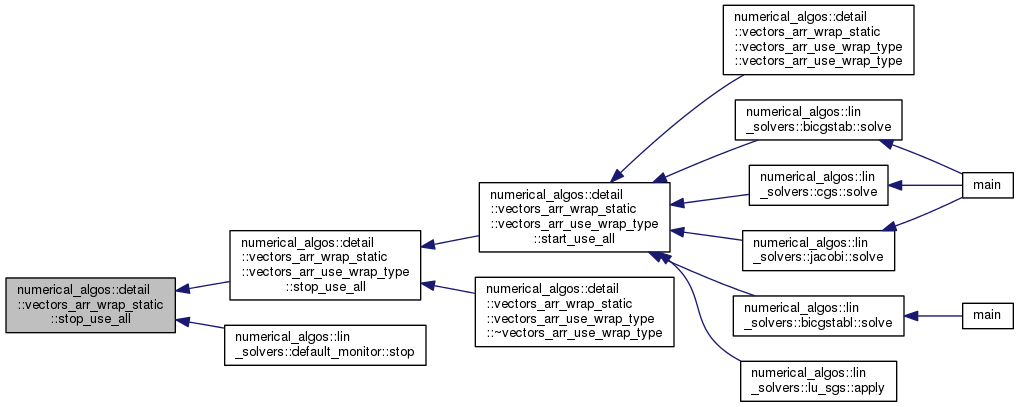 numerical_algos::detail
::vectors_arr_wrap_static
::vectors_arr_use_wrap_type
::vectors_arr_use_wrap_type
numerical_algos::lin
_solvers::bicgstab::solve
numerical_algos::lin
_solvers::cgs::solve
main
numerical_algos::detail
::vectors_arr_wrap_static
::vectors_arr_use_wrap_type
::start_use_all
numerical_algos::lin
_solvers::jacobi::solve
numerical_algos::detail
::vectors_arr_wrap_static
::vectors_arr_use_wrap_type
::stop_use_all
numerical_algos::detail
::vectors_arr_wrap_static
::stop_use_all
numerical_algos::detail
::vectors_arr_wrap_static
::vectors_arr_use_wrap_type
::~vectors_arr_use_wrap_type
numerical_algos::lin
_solvers::bicgstabl::solve
main
numerical_algos::lin
_solvers::default_monitor::stop
numerical_algos::lin
_solvers::lu_sgs::apply